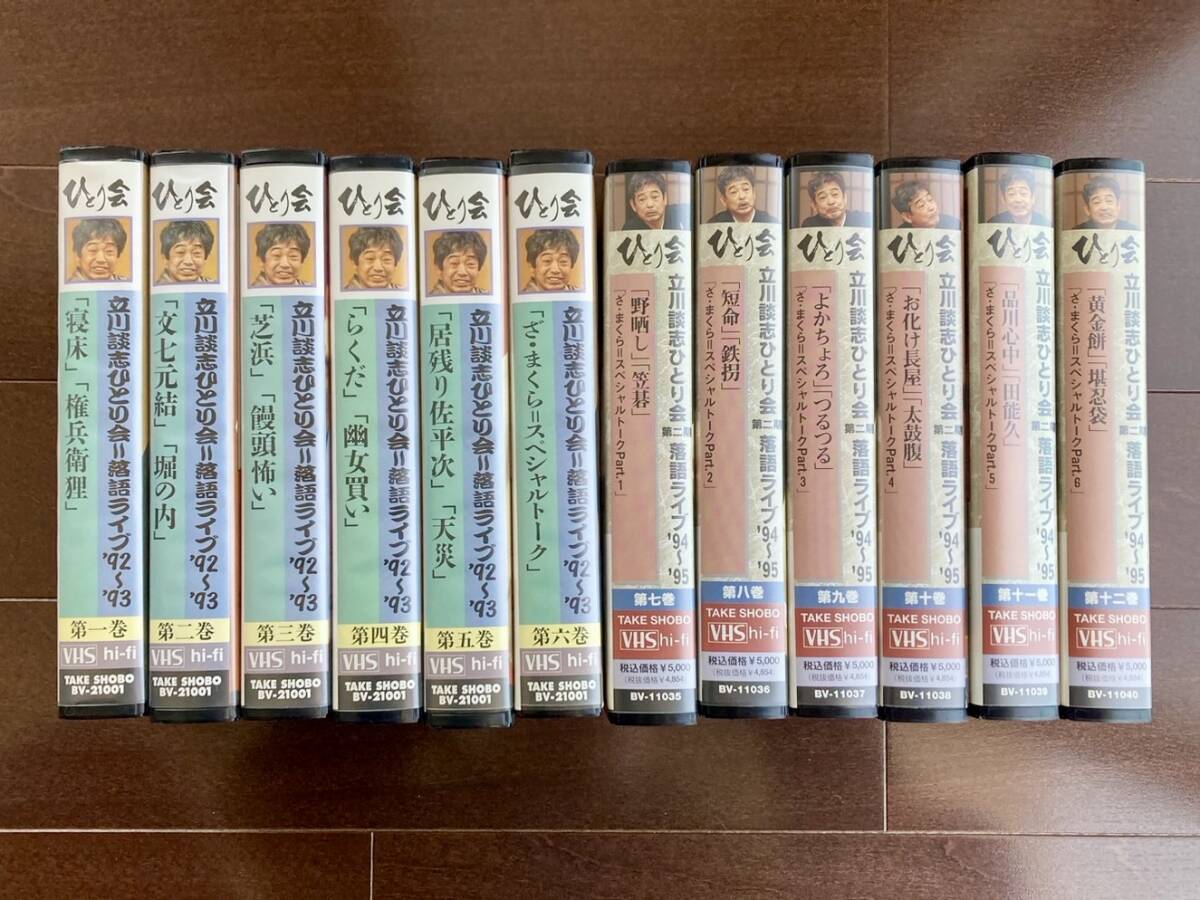 ひとり会
立川談志ひとり会=落語ライブ'92〜'93
「寝床」「権兵衛狸」
第一巻
VHS hi-fi
TAKE SHOBO
BV-21001
ひとり会
立川談志ひとり会=落語ライブ'92〜'93
「文七元結」「堀の内」
第二巻
VHS hi-fi
TAKE SHOBO
BV-21001
ひとり会
立川談志ひとり会=落語ライブ'92〜'93
「芝浜」「饅頭怖い」
第三巻
VHS hi-fi
TAKE SHOBO
BV-21001
ひとり会
立川談志ひとり会=落語ライブ'92〜'93
「らくだ」「幽女買い」
第四巻
VHS hi-fi
TAKE SHOBO
BV-21001
ひとり会
立川談志ひとり会=落語ライブ'92〜'93
「居残り佐平次」「天災」
第五巻
VHS hi-fi
TAKE SHOBO
BV-21001
ひとり会
立川談志ひとり会=落語ライブ'92〜'93
「ざ・まくら=スペシャルトーク」
第六巻
VHS hi-fi
TAKE SHOBO
BV-21001
ひとり会
立川談志ひとり会 第二期 落語ライブ'94〜'95
「野晒し」「笠碁」
「ざ・まくら=スペシャルトークPart.1」
第七巻
TAKE SHOBO
VHS hi-fi
税込価格¥5,000
(税抜価格¥4,854)
BV-11035
ひとり会
立川談志ひとり会 第二期 落語ライブ'94〜'95
「短命」「鉄拐」
「ざ・まくら=スペシャルトークPart.2」
第八巻
TAKE SHOBO
VHS hi-fi
税込価格¥5,000
(税抜価格¥4,854)
BV-11036
ひとり会
立川談志ひとり会 第二期 落語ライブ'94〜'95
「よかちょろ」「つるつる」
「ざ・まくら=スペシャルトークPart.3」
第九巻
TAKE SHOBO
VHS hi-fi
税込価格¥5,000
(税抜価格¥4,854)
BV-11037
ひとり会
立川談志ひとり会 第二期 落語ライブ'94〜'95
「お化け長屋」「太鼓腹」
「ざ・まくら=スペシャルトークPart.4」
第十巻
TAKE SHOBO
VHS hi-fi
税込価格¥5,000
(税抜価格¥4,854)
BV-11038
ひとり会
立川談志ひとり会 第二期 落語ライブ'94〜'95
「品川心中」「田能久」
「ざ・まくら=スペシャルトークPart.5」
第十一巻
TAKE SHOBO
VHS hi-fi
税込価格¥5,000
(税抜価格¥4,854)
BV-11039
ひとり会
立川談志ひとり会 第二期 落語ライブ'94〜'95
「黄金餅」「堪忍袋」
「ざ・まくら=スペシャルトークPart.6」
第十二巻
TAKE SHOBO
VHS hi-fi
税込価格¥5,000
(税抜価格¥4,854)
BV-11040